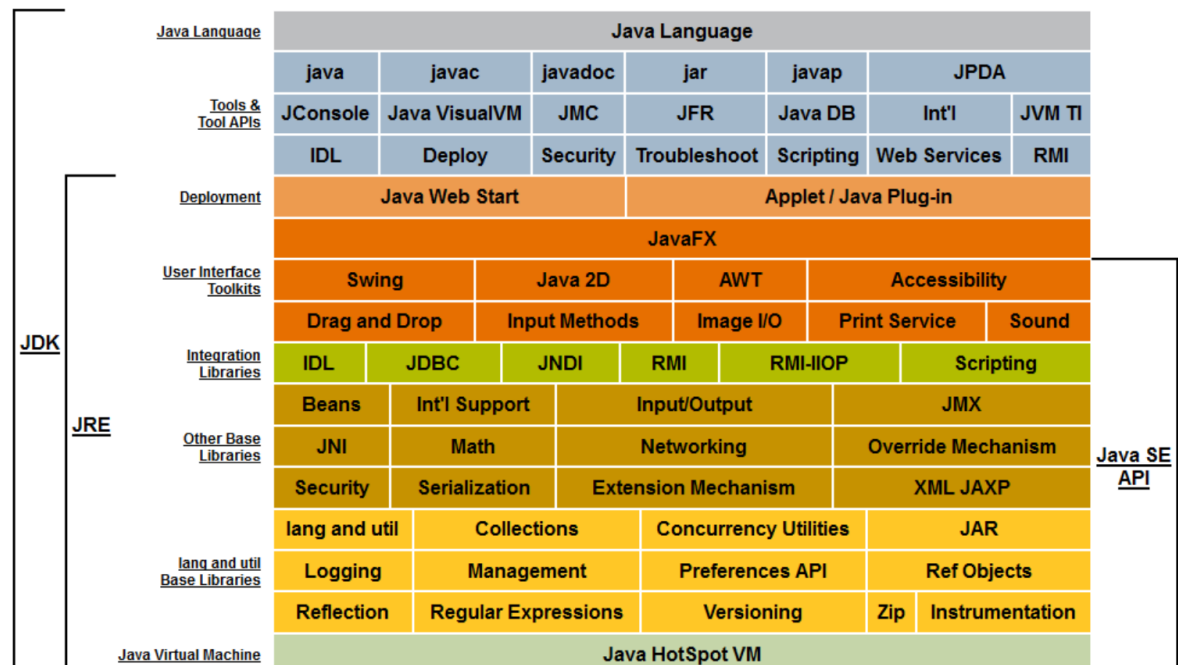 Java Language
Java Language
java javac javadoc jar javap JPDA
Tools &
Tool APIs
JConsole Java VisualVM JMC JFR Java DB Int'l JVM TI
IDL Deploy Security Troubleshoot Scripting Web Services RMI
Deployment
Java Web Start Applet / Java Plug-in
JavaFX
User Interface
Toolkits
Swing Java 2D AWT Accessibility
Drag and Drop Input Methods Image I/O Print Service Sound
JDK
Integration
Libraries
IDL JDBC JNDI RMI RMI-IIOP Scripting
Beans Int'l Support Input/Output JMX
JRE
Other Base
Libraries
JNI Math Networking Override Mechanism
Java SE
API
Security Serialization Extension Mechanism XML JAXP
lang and util Collections Concurrency Utilities JAR
lang and util
Base Libraries
Logging Management Preferences API Ref Objects
Reflection Regular Expressions Versioning Zip Instrumentation
Java Virtual Machine
Java HotSpot VM